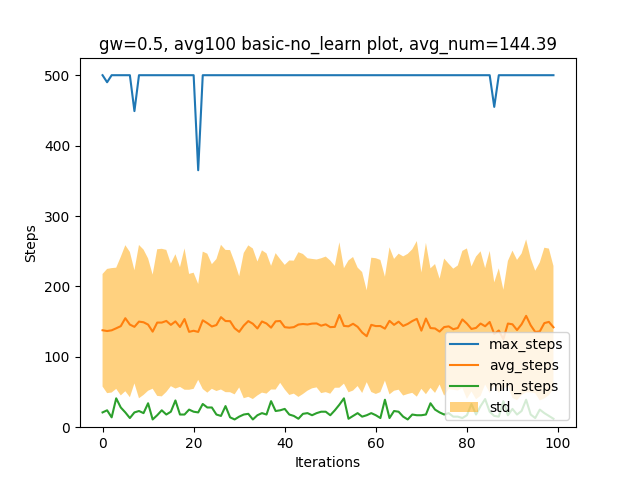 gw=0.5, avg100 basic-no_learn plot, avg_num=144.39
500
400
300
200
100
0
Steps
max_steps
avg_steps
min_steps
std
0
20
40
60
80
100
Iterations